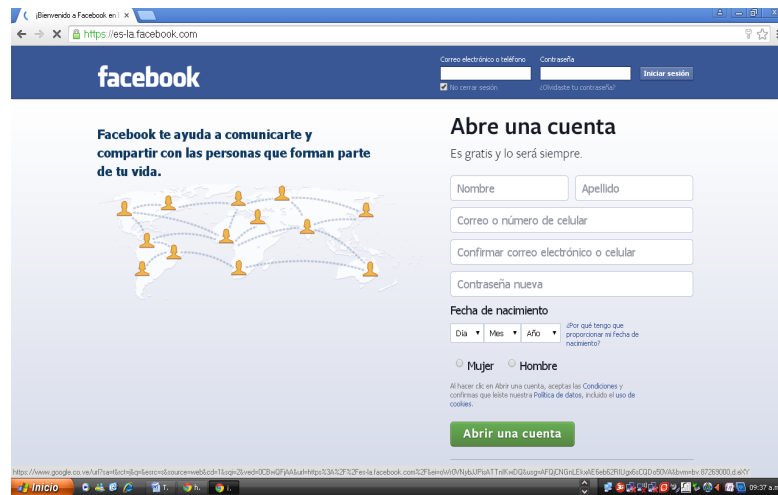 ¡Bienvenido a Facebook en
https://es-la.facebook.com
facebook
Correo electrónico o teléfono
Contraseña
Iniciar sesión
No cerrar sesión
¿Olvidaste tu contraseña?
Facebook te ayuda a comunicarte y
compartir con las personas que forman parte
de tu vida.
Abre una cuenta
Es gratis y lo será siempre.
Nombre
Apellido
Correo o número de celular
Confirmar correo electrónico o celular
Contraseña nueva
Fecha de nacimiento
Día
Mes
Año
¿Por qué tengo que
proporcionar mi fecha de
nacimiento?
Mujer
Hombre
Al hacer clic en Abrir una cuenta, aceptas las Condiciones y
confirmas que leíste nuestra Política de datos, incluido el uso de
cookies.
Abrir una cuenta
Inicio
09:37 a.m.